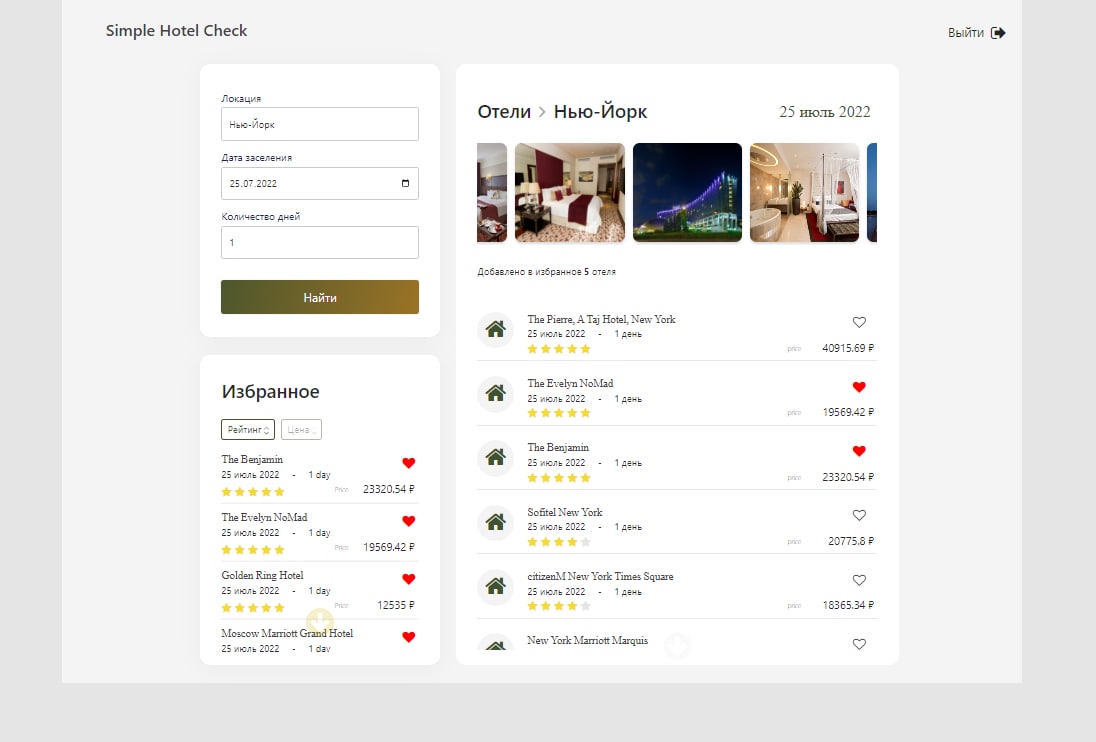 Simple Hotel Check
Выйти
Локация
Нью-Йорк
Дата заселения
25.07.2022
Количество дней
1
Найти
Избранное
Рейтинг
Цена
The Benjamin
25 июль 2022 - 1 day
Price 23320.54 ₽
The Evelyn NoMad
25 июль 2022 - 1 day
Price 19569.42 ₽
Golden Ring Hotel
25 июль 2022 - 1 day
Price 12535 ₽
Moscow Marriott Grand Hotel
25 июль 2022 - 1 day
Отели > Нью-Йорк
25 июль 2022
Добавлено в избранное 5 отеля
The Pierre, A Taj Hotel, New York
25 июль 2022 - 1 день
price 40915.69 ₽
The Evelyn NoMad
25 июль 2022 - 1 день
price 19569.42 ₽
The Benjamin
25 июль 2022 - 1 день
price 23320.54 ₽
Sofitel New York
25 июль 2022 - 1 день
price 20775.8 ₽
citizenM New York Times Square
25 июль 2022 - 1 день
price 18365.34 ₽
New York Marriott Marquis